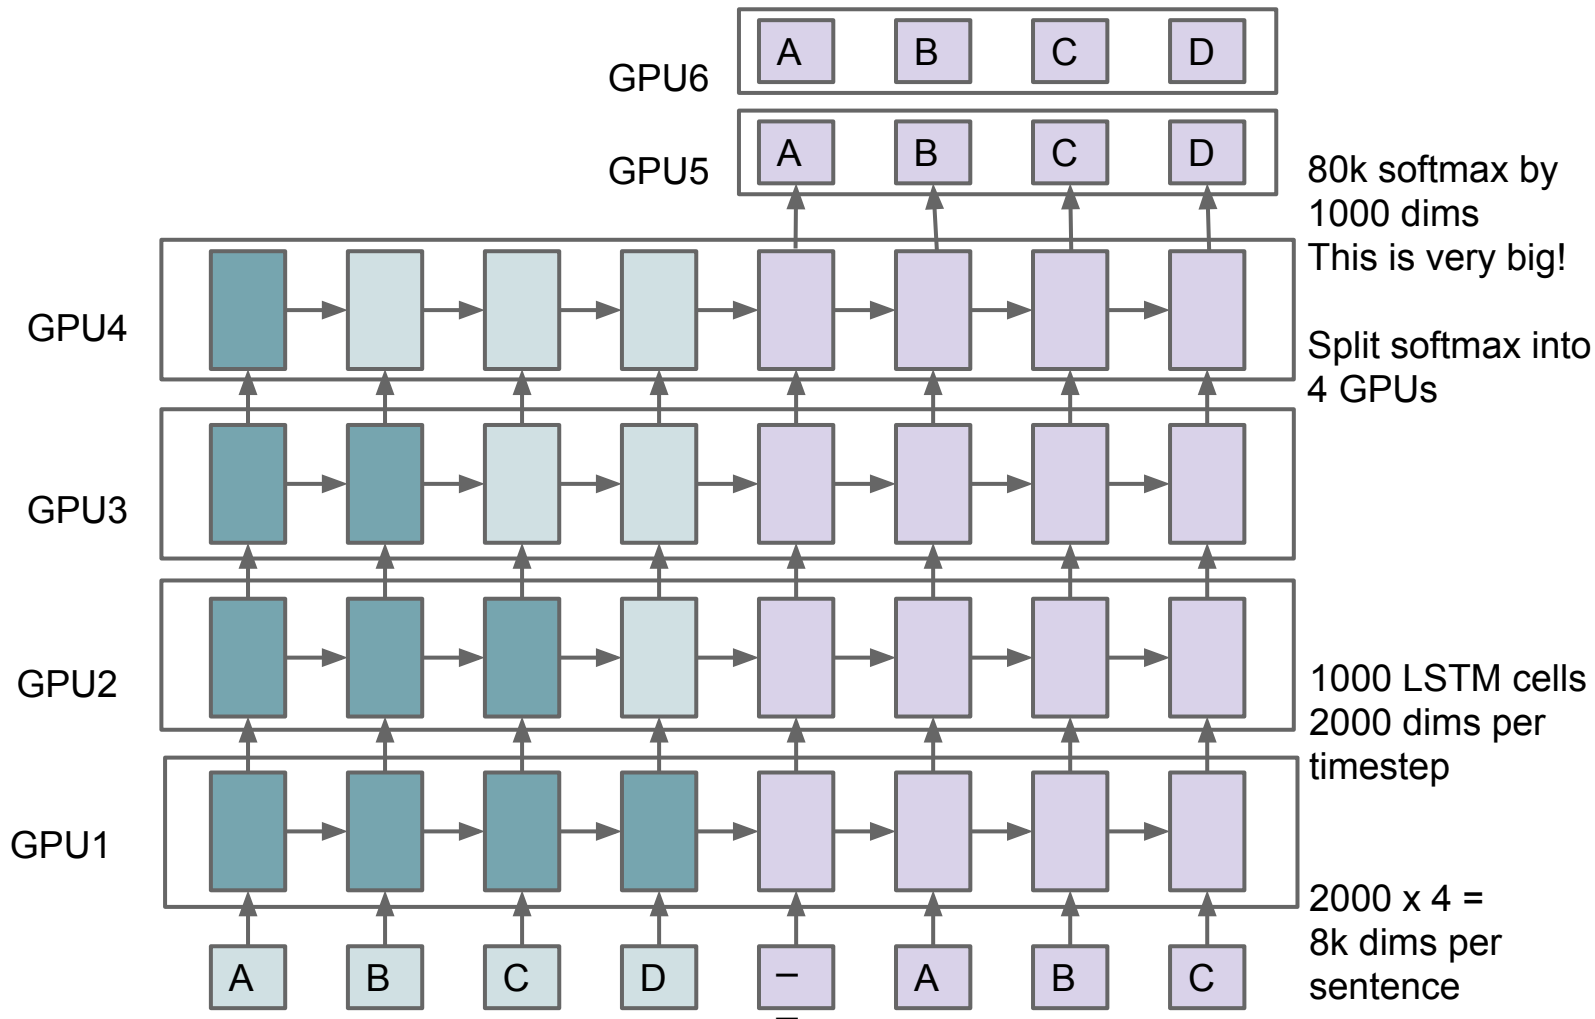 A B C D
GPU6
A B C D
GPU5
80k softmax by
1000 dims
This is very big!
GPU4
Split softmax into
4 GPUs
GPU3
GPU2
1000 LSTM cells
2000 dims per
timestep
GPU1
2000 x 4 =
8k dims per
sentence
A B C D _ A B C